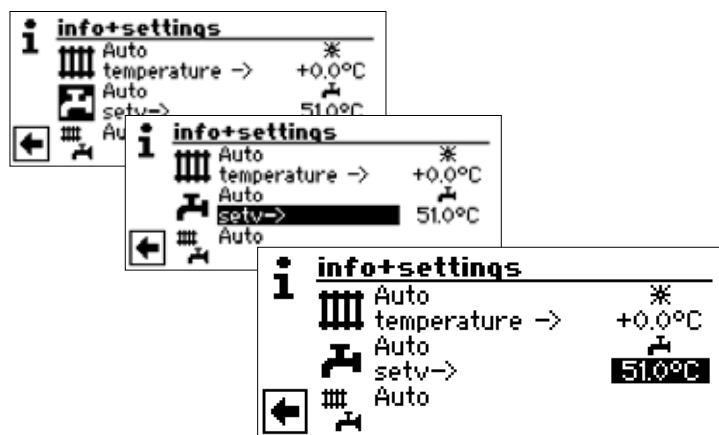 info+settings
Auto
temperature –> +0.0°C
Auto
setv–> 51.0°C
Au
info+settings
Auto
temperature –> +0.0°C
Auto
setv–> 51.0°C
Auto
info+settings
Auto
temperature –> +0.0°C
Auto
setv–> 51.0°C
Auto